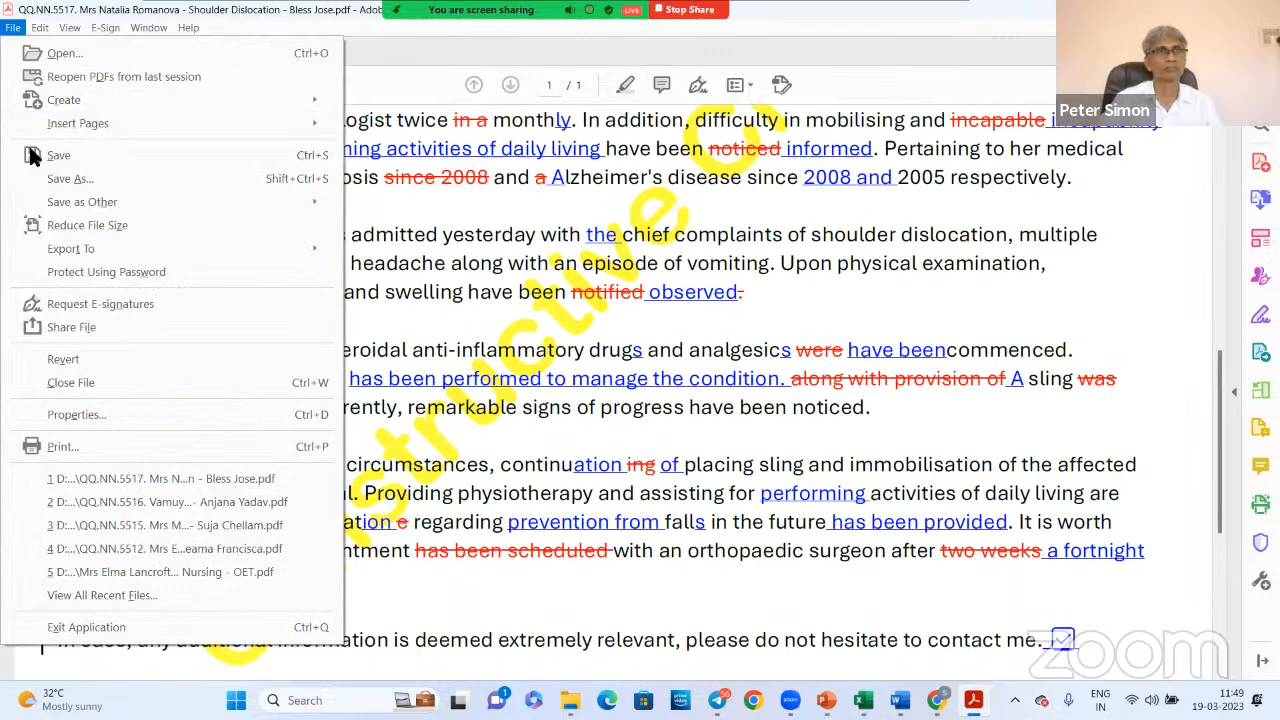 QQ.NN.5517. Mrs Natalia Romanova - Shoulder Dislocation - Bless Jose.pdf - Adob
You are screen sharing
LIVE
Stop Share
File Edit View E-Sign Window Help
Open... Ctrl+O
Reopen PDFs from last session
Create
Insert Pages
Save Ctrl+S
Save As... Shift+Ctrl+S
Save as Other
Reduce File Size
Export To
Protect Using Password
Request E-signatures
Share File
Revert
Close File Ctrl+W
Properties... Ctrl+D
Print... Ctrl+P
1 D:...\QQ.NN.5517. Mrs N...n - Bless Jose.pdf
2 D:...\QQ.NN.5516. Vamuy...- Anjana Yadav.pdf
3 D:...\QQ.NN.5515. Mrs M...- Suja Chellam.pdf
4 D:...\QQ.NN.5512. Mrs E...eama Francisca.pdf
5 D:...\Mrs Elma Lancroft... Nursing - OET.pdf
View All Recent Files...
Exit Application Ctrl+Q
1 / 1
Peter Simon
logist twice in a monthly. In addition, difficulty in mobilising and incapable
ning activities of daily living have been noticed informed. Pertaining to her medical
osis since 2008 and a Alzheimer's disease since 2008 and 2005 respectively.
s admitted yesterday with the chief complaints of shoulder dislocation, multiple
headache along with an episode of vomiting. Upon physical examination,
and swelling have been notified observed.
eroidal anti-inflammatory drugs and analgesics were have beencommenced.
has been performed to manage the condition. along with provision of A sling was
rently, remarkable signs of progress have been noticed.
circumstances, continuation ing of placing sling and immobilisation of the affected
l. Providing physiotherapy and assisting for performing activities of daily living are
ation e regarding prevention from falls in the future has been provided. It is worth
ntment has been scheduled with an orthopaedic surgeon after two weeks a fortnight
In case, any additional information is deemed extremely relevant, please do not hesitate to contact me.
zoom
32°C
Mostly sunny
Search
1
zoom
56
5
ENG
IN
11:49
19-03-2023